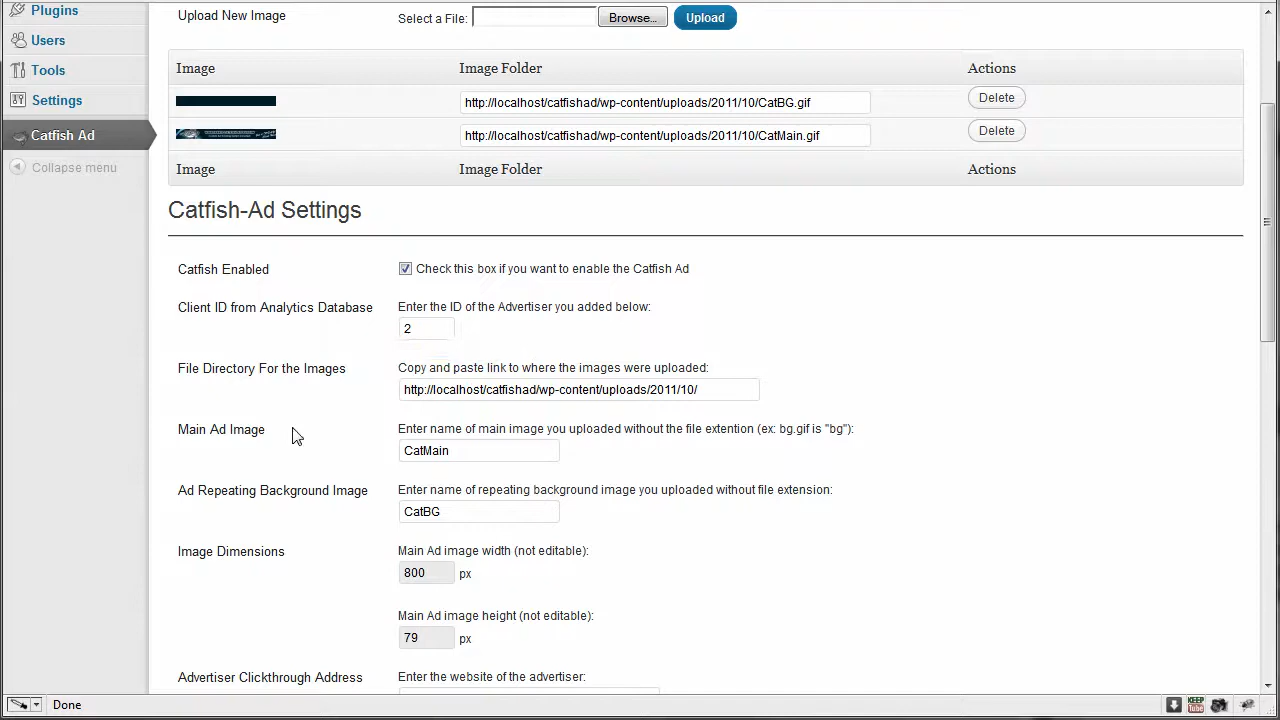 Plugins
Users
Tools
Settings
Catfish Ad
Collapse menu
Upload New Image
Select a File: Browse... Upload
Image Image Folder Actions
http://localhost/catfishad/wp-content/uploads/2011/10/CatBG.gif Delete
http://localhost/catfishad/wp-content/uploads/2011/10/CatMain.gif Delete
Image Image Folder Actions
Catfish-Ad Settings
Catfish Enabled Check this box if you want to enable the Catfish Ad
Client ID from Analytics Database Enter the ID of the Advertiser you added below:
2
File Directory For the Images Copy and paste link to where the images were uploaded:
http://localhost/catfishad/wp-content/uploads/2011/10/
Main Ad Image Enter name of main image you uploaded without the file extention (ex: bg.gif is "bg"):
CatMain
Ad Repeating Background Image Enter name of repeating background image you uploaded without file extension:
CatBG
Image Dimensions Main Ad image width (not editable):
800 px
Main Ad image height (not editable):
79 px
Advertiser Clickthrough Address Enter the website of the advertiser:
Done KEEP Tube